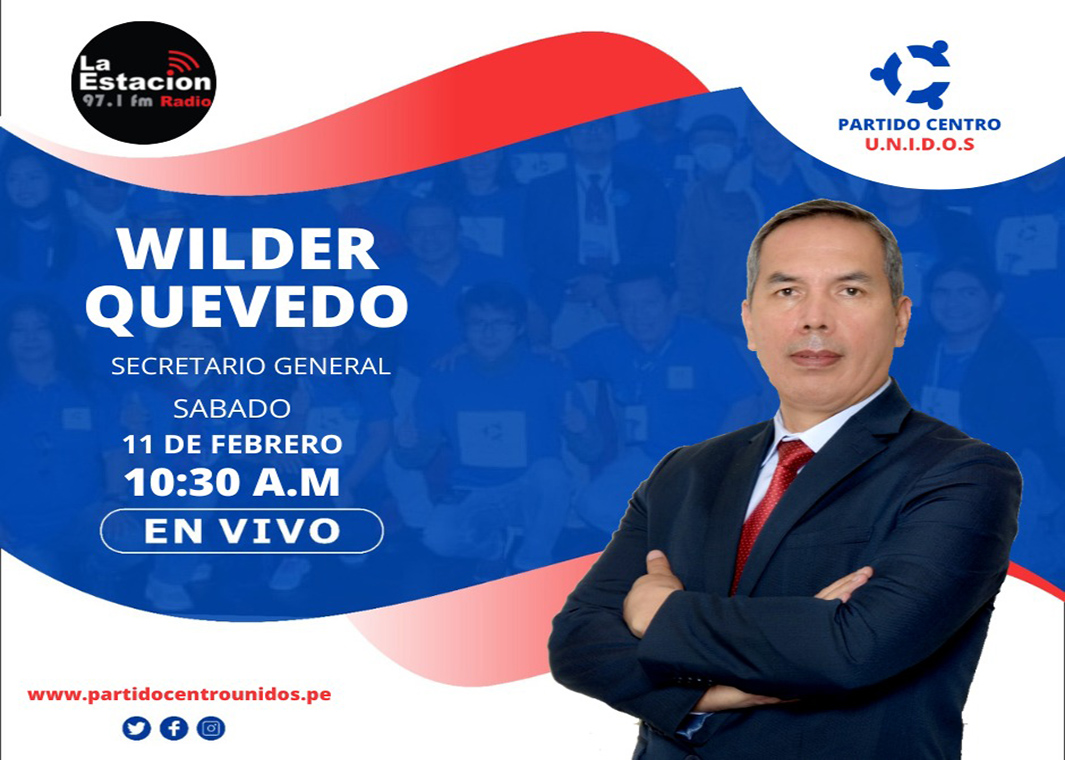 La
Estacion
97.1 fm Radio
PARTIDO CENTRO
U.N.I.D.O.S
WILDER
QUEVEDO
SECRETARIO GENERAL
SABADO
11 DE FEBRERO
10:30 A.M
EN VIVO
www.partidocentrounidos.pe